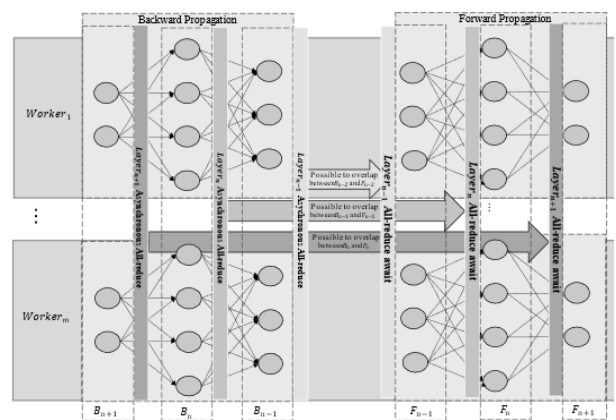 Backward Propagation
Forward Propagation
Worker₁
Layerₙ₊₁ Asynchronous All-reduce
Layerₙ Asynchronous All-reduce
Layerₙ₋₁ Asynchronous All-reduce
Possible to overlap
between Bₙ₋₂ and Fₙ₋₂
Possible to overlap
between Bₙ₋₁ and Fₙ₋₁
Possible to overlap
between Bₙ and Fₙ
Layerₙ₋₁ All-reduce await
Layerₙ All-reduce await
Layerₙ₊₁ All-reduce await
⋮
⋮
Workerₘ
Bₙ₊₁
Bₙ
Bₙ₋₁
Fₙ₋₁
Fₙ
Fₙ₊₁